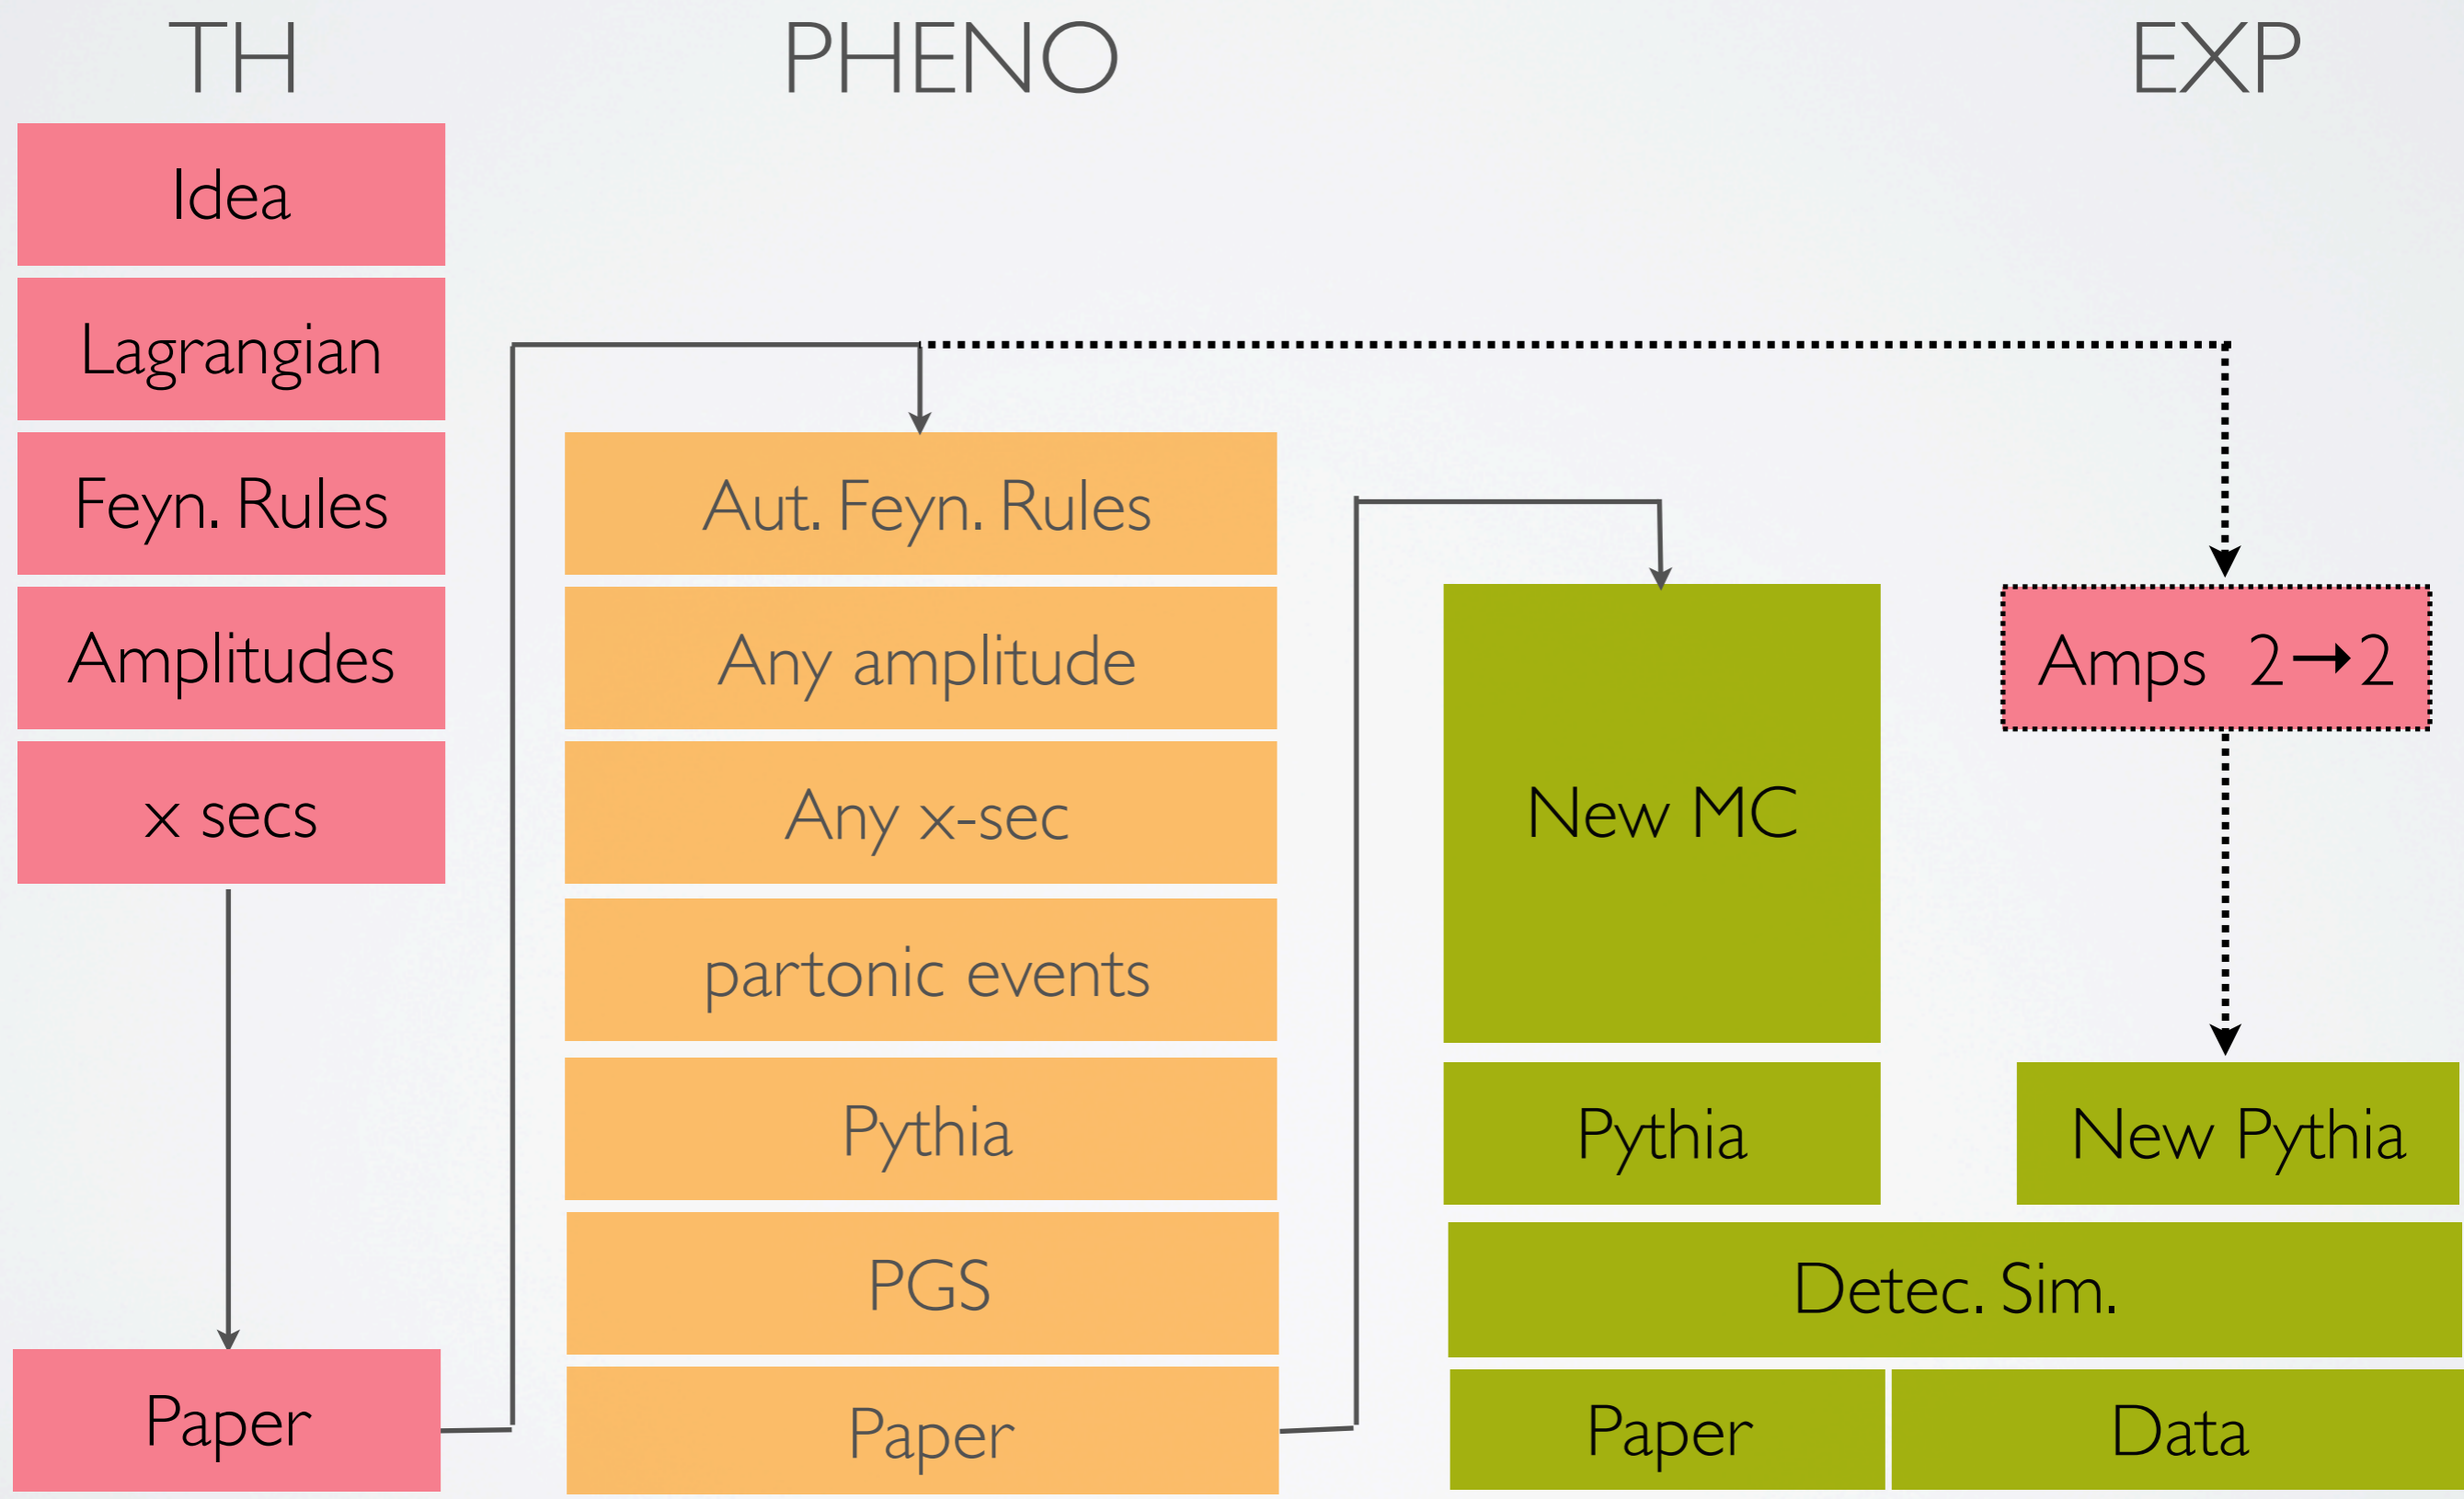 TH
PHENO
EXP
Idea
Lagrangian
Feyn. Rules
Amplitudes
x secs
Paper
Aut. Feyn. Rules
Any amplitude
Any x-sec
partonic events
Pythia
PGS
Paper
New MC
Pythia
Amps 2→2
New Pythia
Detec. Sim.
Paper
Data